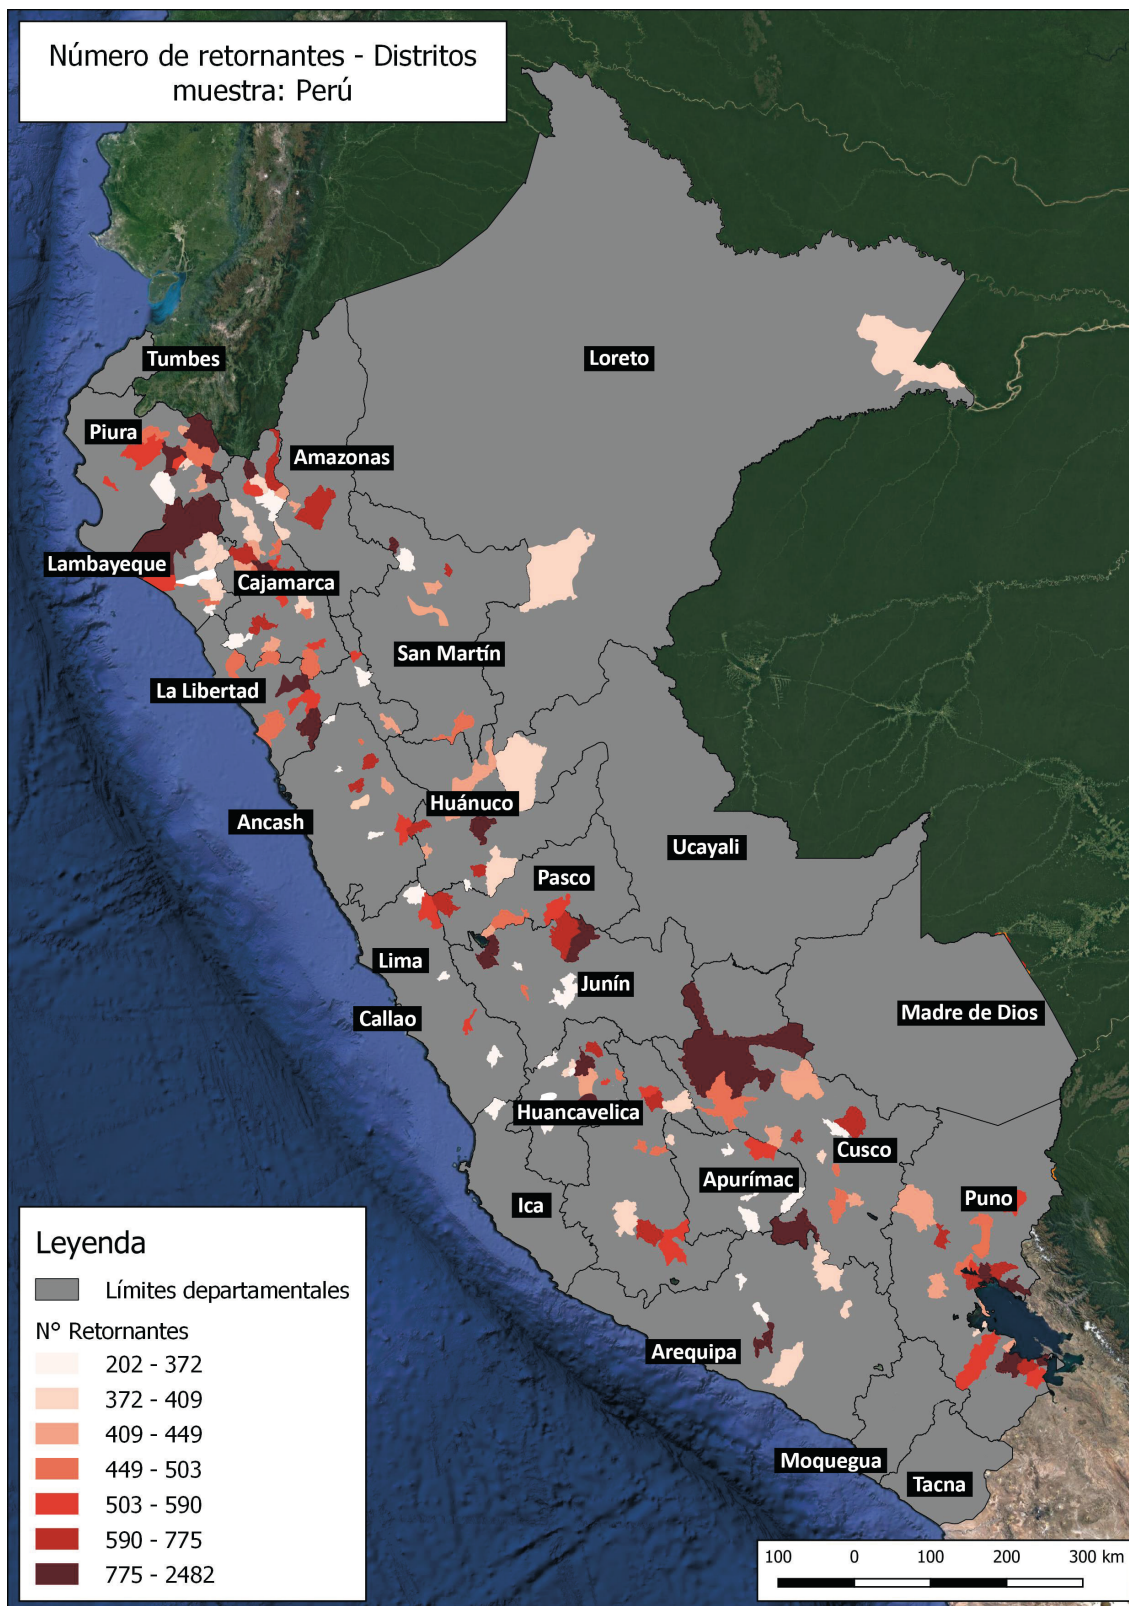 Número de retornantes - Distritos
muestra: Perú
Tumbes
Loreto
Piura
Amazonas
Lambayeque
Cajamarca
San Martín
La Libertad
Huánuco
Ancash
Ucayali
Pasco
Lima
Junín
Callao
Madre de Dios
Huancavelica
Cusco
Apurímac
Ica
Puno
Arequipa
Moquegua
Tacna
Leyenda
Límites departamentales
N° Retornantes
202 - 372
372 - 409
409 - 449
449 - 503
503 - 590
590 - 775
775 - 2482
100 0 100 200 300 km